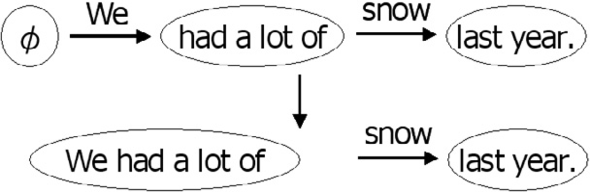 We snow
ϕ had a lot of last year.
snow
We had a lot of last year.